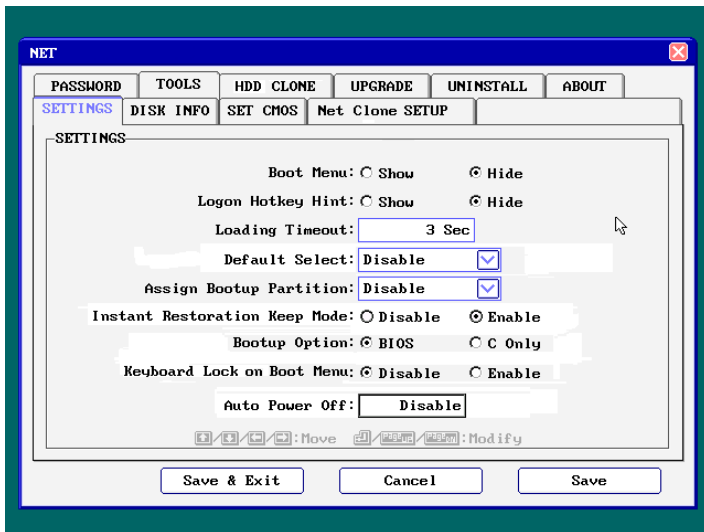 NET
PASSWORD TOOLS HDD CLONE UPGRADE UNINSTALL ABOUT
SETTINGS DISK INFO SET CMOS Net Clone SETUP
SETTINGS
Boot Menu: Show Hide
Logon Hotkey Hint: Show Hide
Loading Timeout: 3 Sec
Default Select: Disable
Assign Bootup Partition: Disable
Instant Restoration Keep Mode: Disable Enable
Bootup Option: BIOS C Only
Keyboard Lock on Boot Menu: Disable Enable
Auto Power Off: Disable
:Move :Modify
Save & Exit Cancel Save